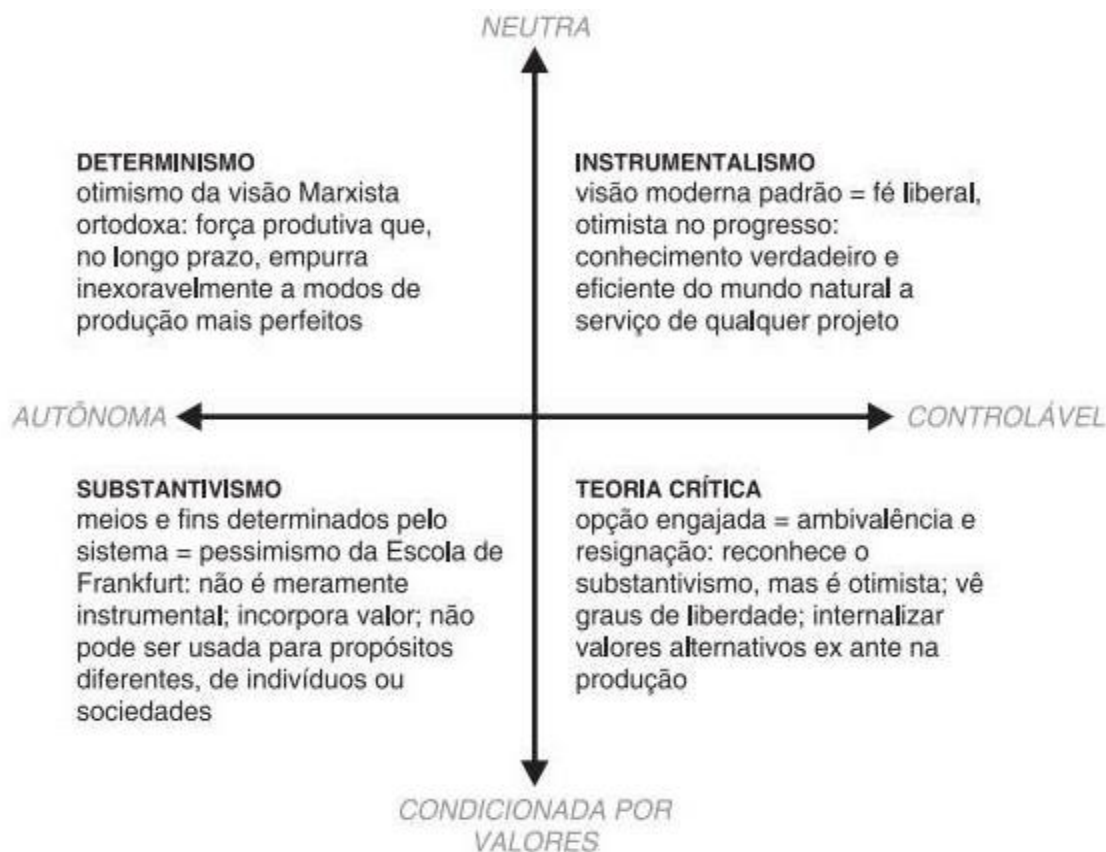 NEUTRA
DETERMINISMO
otimismo da visão Marxista
ortodoxa: força produtiva que,
no longo prazo, empurra
inexoravelmente a modos de
produção mais perfeitos
INSTRUMENTALISMO
visão moderna padrão = fé liberal,
otimista no progresso:
conhecimento verdadeiro e
eficiente do mundo natural a
serviço de qualquer projeto
AUTÔNOMA
CONTROLÁVEL
SUBSTANTIVISMO
meios e fins determinados pelo
sistema = pessimismo da Escola de
Frankfurt: não é meramente
instrumental; incorpora valor; não
pode ser usada para propósitos
diferentes, de indivíduos ou
sociedades
TEORIA CRÍTICA
opção engajada = ambivalência e
resignação: reconhece o
substantivismo, mas é otimista; vê
graus de liberdade; internalizar
valores alternativos ex ante na
produção
CONDICIONADA POR
VALORES